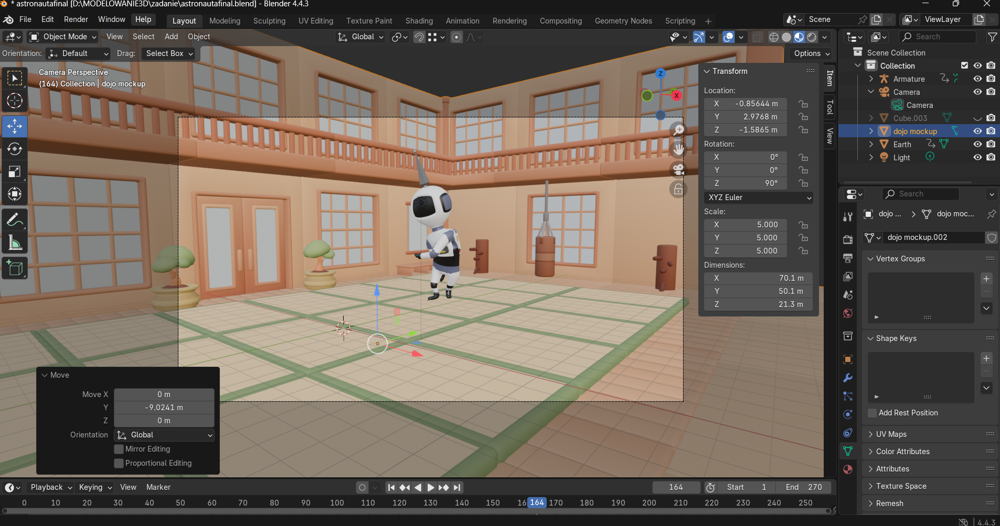 * astronautafinal [D:\MODELOWANIE3D\zadanie\astronautafinal.blend] - Blender 4.4.3
File Edit Render Window Help Layout Modeling Sculpting UV Editing Texture Paint Shading Animation Rendering Compositing Geometry Nodes Scripting + Scene ViewLayer
Object Mode View Select Add Object Global Search
Orientation: Default Drag: Select Box Options
Scene Collection
Collection
Armature
Camera
Camera
Cube.003
dojo mockup
Earth
Light
Camera Perspective
(164) Collection | dojo mockup
Z
X
Transform
Location:
X -0.85644 m
Y 2.9768 m
Z -1.5865 m
Rotation:
X 0°
Y 0°
Z 90°
XYZ Euler
Scale:
X 5.000
Y 5.000
Z 5.000
Dimensions:
X 70.1 m
Y 50.1 m
Z 21.3 m
Item
Tool
View
Search
dojo ... dojo moc...
dojo mockup.002
Vertex Groups
Shape Keys
Add Rest Position
UV Maps
Color Attributes
Attributes
Texture Space
Remesh
Move
Move X 0 m
Y -9.0241 m
Z 0 m
Orientation Global
Mirror Editing
Proportional Editing
Playback Keying View Marker 164 Start 1 End 270
0 10 20 30 40 50 60 70 80 90 100 110 120 130 140 150 16 164 170 180 190 200 210 220 230 240 250
4.4.3